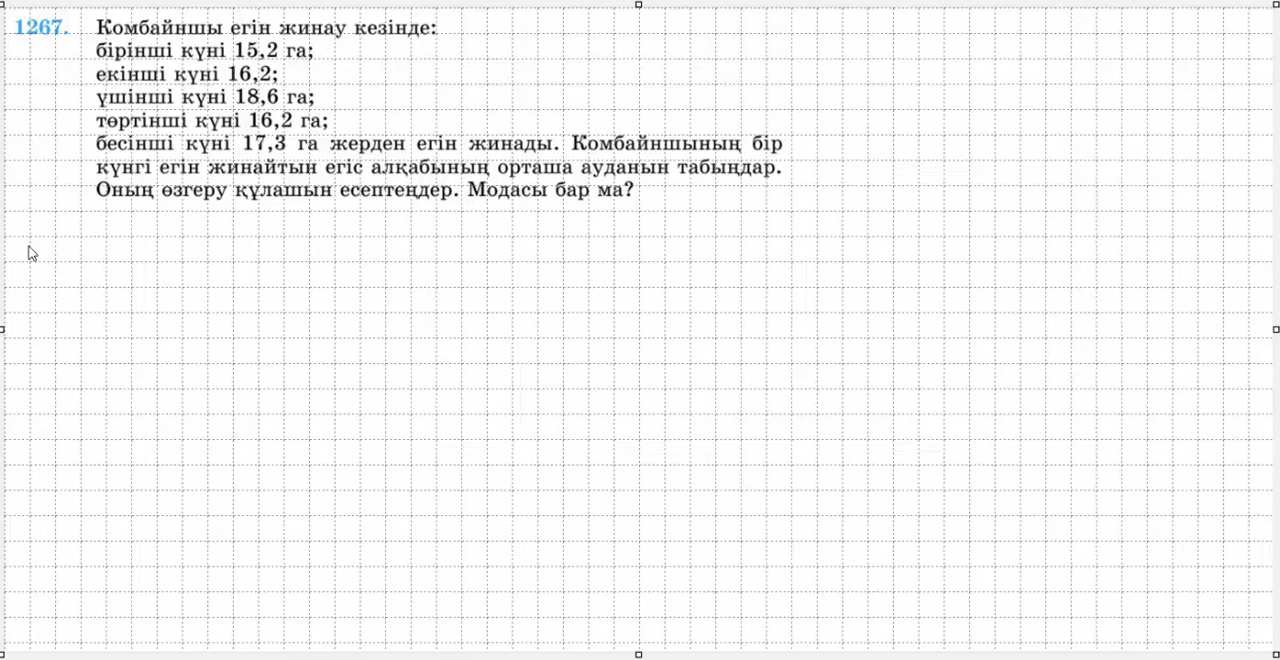 1267. Комбайншы егін жинау кезінде:
бірінші күні 15,2 га;
екінші күні 16,2;
үшінші күні 18,6 га;
төртінші күні 16,2 га;
бесінші күні 17,3 га жерден егін жинады. Комбайншының бір
күнгі егін жинайтын егіс алқабының орташа ауданын табыңдар.
Оның өзгеру құлашын есептеңдер. Модасы бар ма?